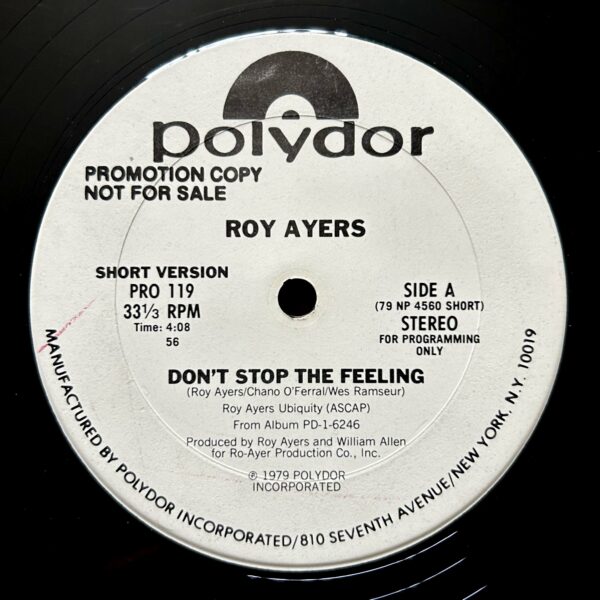 polydor
PROMOTION COPY
NOT FOR SALE
ROY AYERS
SHORT VERSION
PRO 119
33⅓ RPM
Time: 4:08
56
SIDE A
(79 NP 4560 SHORT)
STEREO
FOR PROGRAMMING
ONLY
DON'T STOP THE FEELING
(Roy Ayers/Chano O'Ferral/Wes Ramseur)
Roy Ayers Ubiquity (ASCAP)
From Album PD-1-6246
Produced by Roy Ayers and William Allen
for Ro-Ayer Production Co., Inc.
℗ 1979 POLYDOR
INCORPORATED
MANUFACTURED BY POLYDOR INCORPORATED/810 SEVENTH AVENUE/NEW YORK, N.Y. 10019